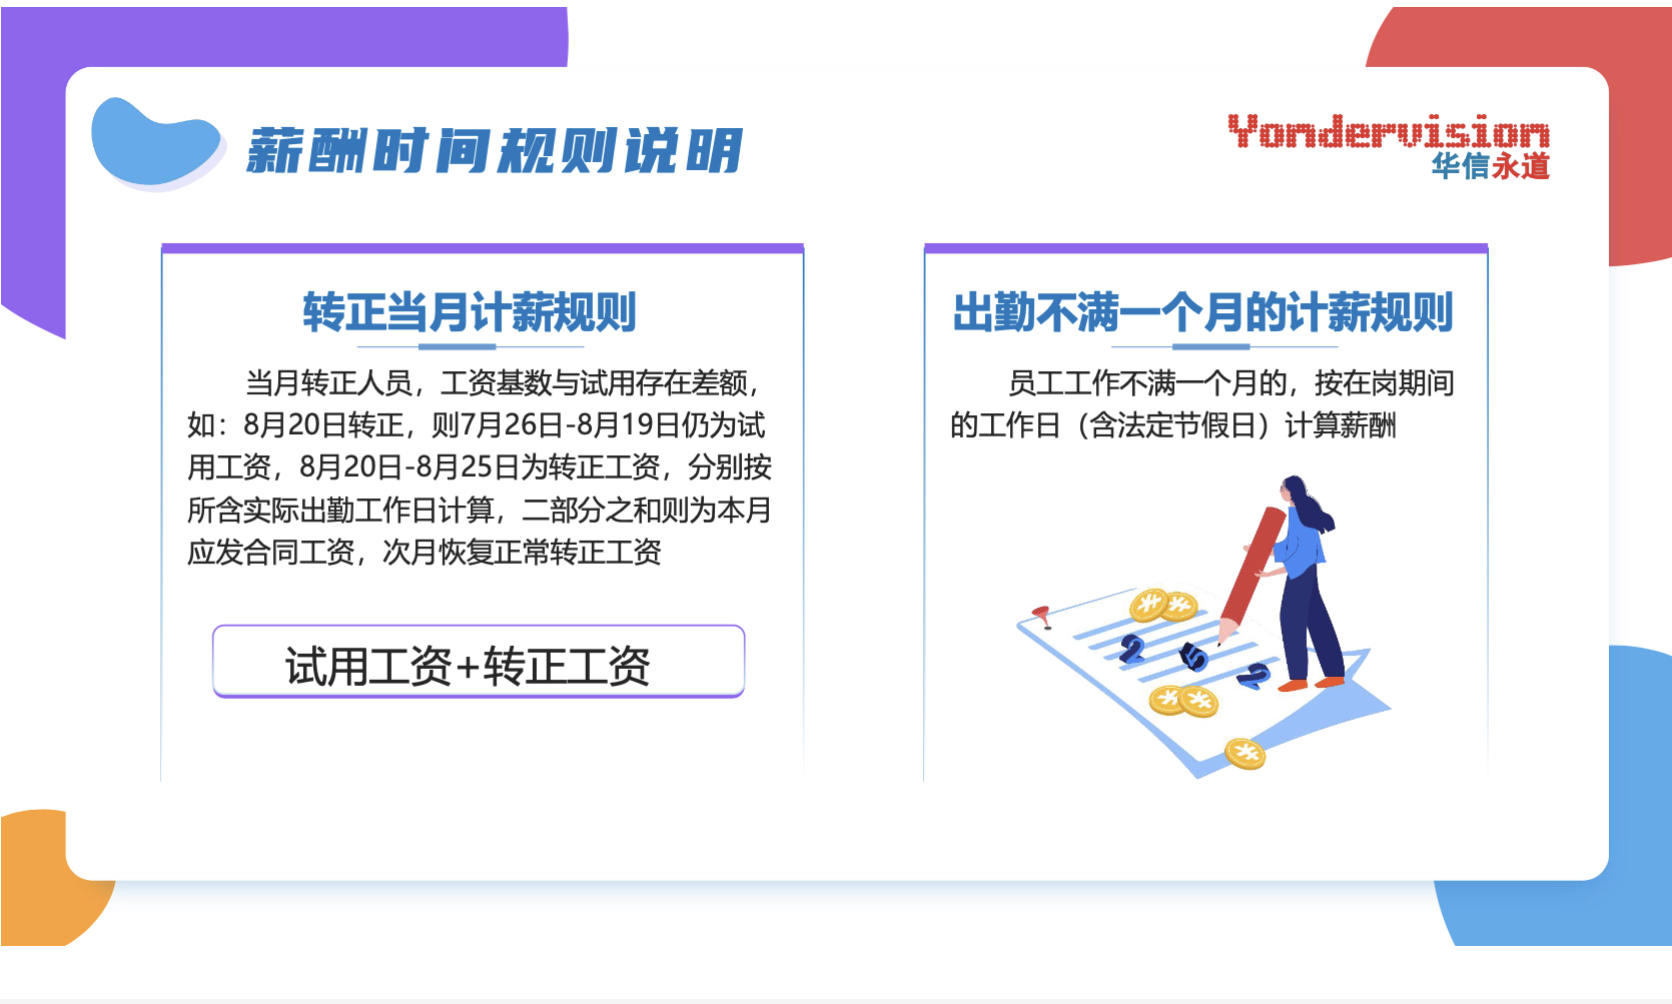 薪酬时间规则说明
Yondervision
华信永道
转正当月计薪规则
当月转正人员，工资基数与试用存在差额，
如：8月20日转正，则7月26日-8月19日仍为试
用工资，8月20日-8月25日为转正工资，分别按
所含实际出勤工作日计算，二部分之和则为本月
应发合同工资，次月恢复正常转正工资
试用工资+转正工资
出勤不满一个月的计薪规则
员工工作不满一个月的，按在岗期间
的工作日（含法定节假日）计算薪酬
2 5 2